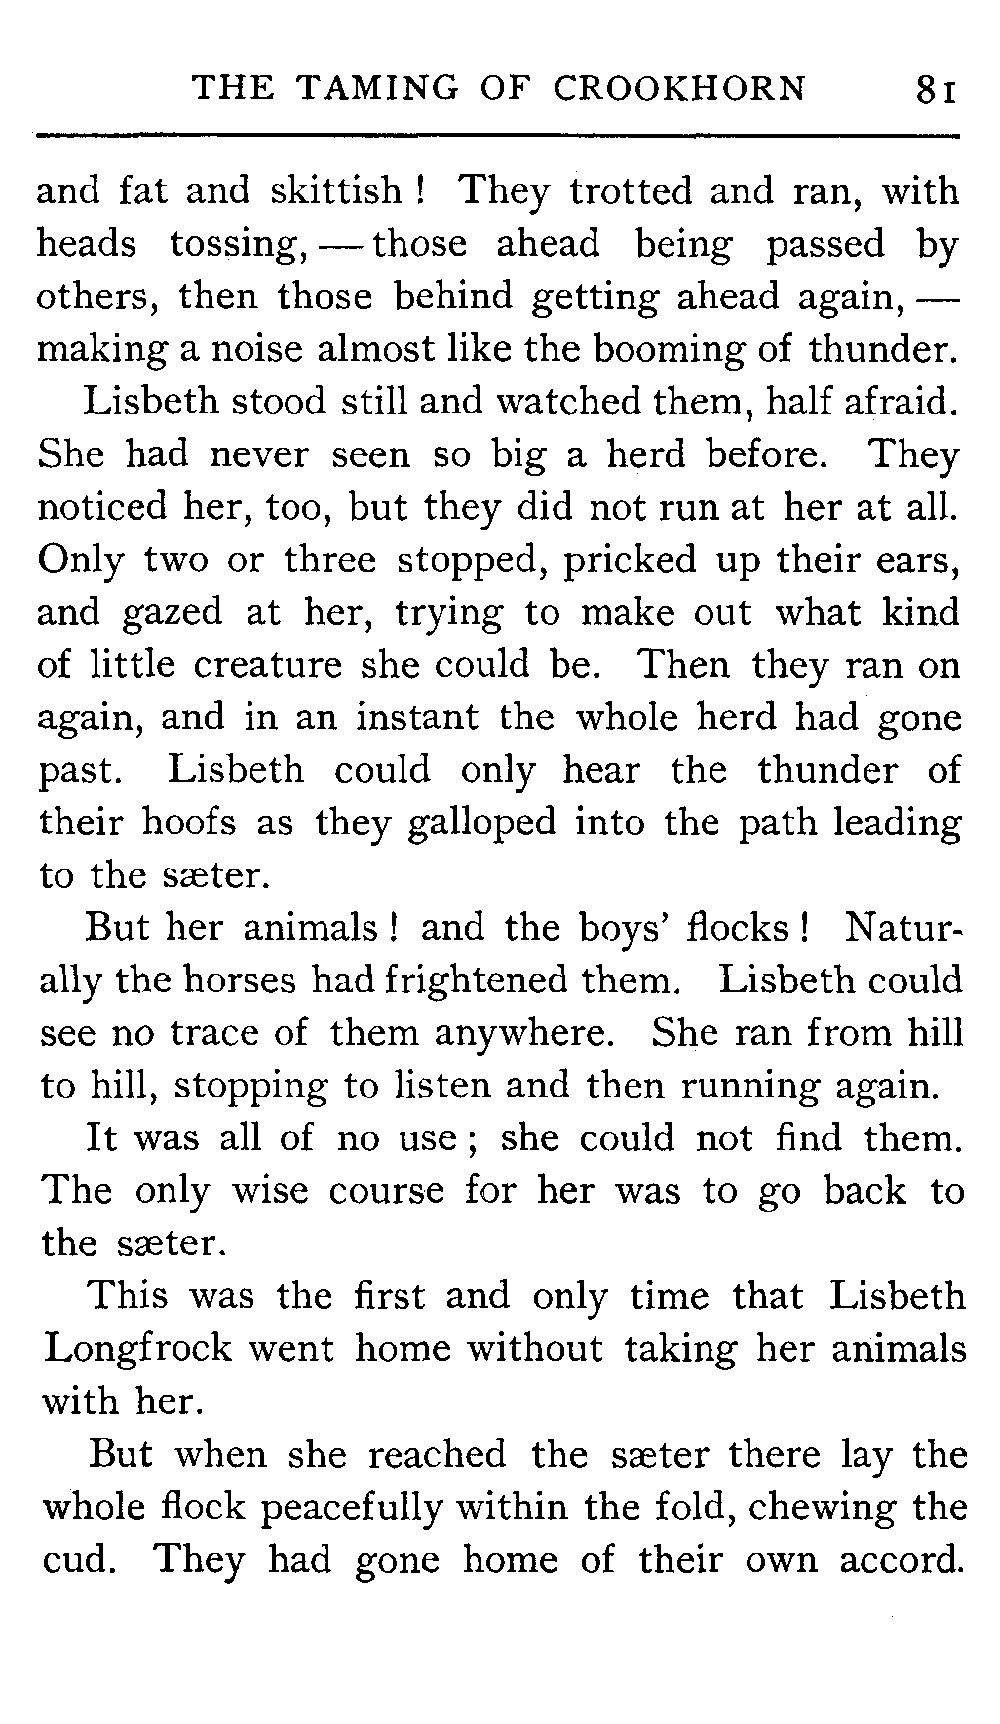 THE TAMING OF CROOKHORN 81
and fat and skittish ! They trotted and ran, with
heads tossing, — those ahead being passed by
others, then those behind getting ahead again, —
making a noise almost like the booming of thunder.
Lisbeth stood still and watched them, half afraid.
She had never seen so big a herd before. They
noticed her, too, but they did not run at her at all.
Only two or three stopped, pricked up their ears,
and gazed at her, trying to make out what kind
of little creature she could be. Then they ran on
again, and in an instant the whole herd had gone
past. Lisbeth could only hear the thunder of
their hoofs as they galloped into the path leading
to the sæter.
But her animals ! and the boys’ flocks ! Natur-
ally the horses had frightened them. Lisbeth could
see no trace of them anywhere. She ran from hill
to hill, stopping to listen and then running again.
It was all of no use ; she could not find them.
The only wise course for her was to go back to
the sæter.
This was the first and only time that Lisbeth
Longfrock went home without taking her animals
with her.
But when she reached the sæter there lay the
whole flock peacefully within the fold, chewing the
cud. They had gone home of their own accord.